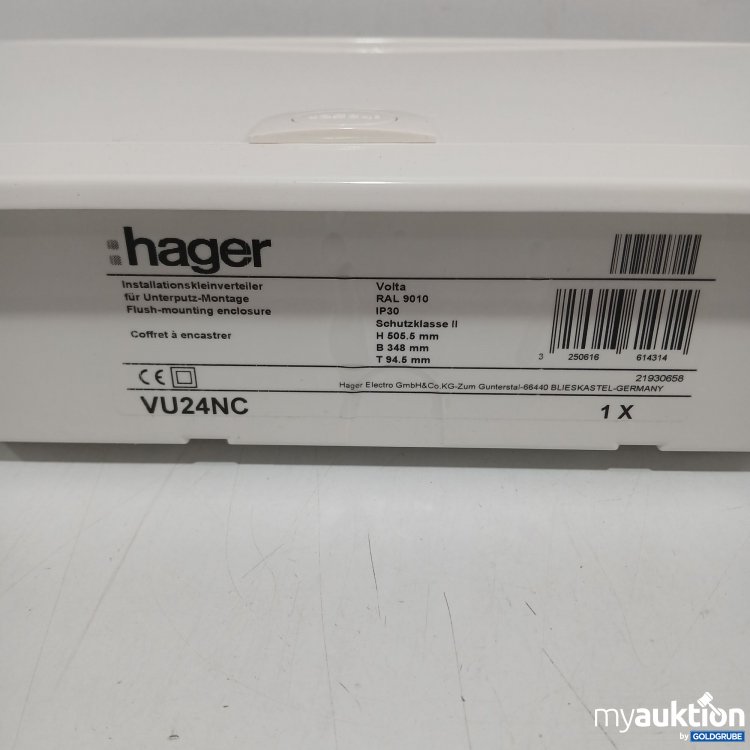 hager
Installationskleinverteiler
für Unterputz-Montage
Flush-mounting enclosure
Coffret à encastrer
Volta
RAL 9010
IP30
Schutzklasse II
H 505.5 mm
B 348 mm
T 94.5 mm
3 250616 614314
21930658
CE
Hager Electro GmbH&Co.KG-Zum Gunterstal-66440 BLIESKASTEL-GERMANY
VU24NC
1 X
myauktion
by GOLDGRUBE